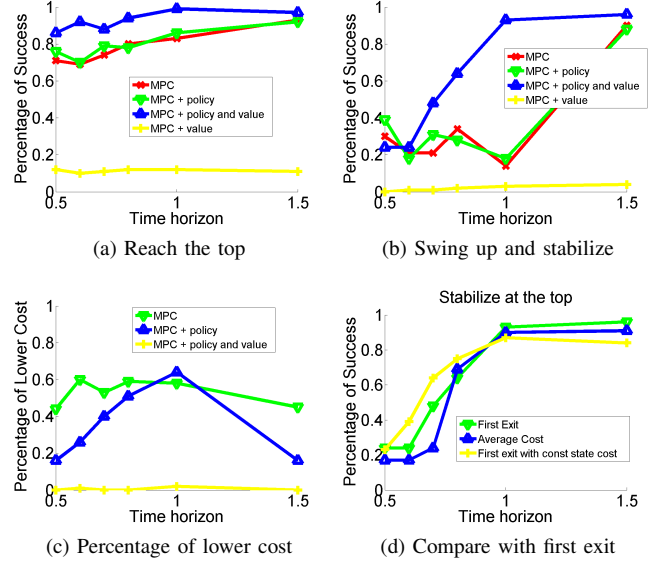 1
0.8
0.6
0.4
0.2
0
Percentage of Success
MPC
MPC + policy
MPC + policy and value
MPC + value
0.5
1
1.5
Time horizon
(a) Reach the top
1
0.8
0.6
0.4
0.2
0
Percentage of Success
MPC
MPC + policy
MPC + policy and value
MPC + value
0.5
1
1.5
Time horizon
(b) Swing up and stabilize
1
0.8
0.6
0.4
0.2
0
Percentage of Lower Cost
MPC
MPC + policy
MPC + policy and value
0.5
1
1.5
Time horizon
(c) Percentage of lower cost
Stabilize at the top
1
0.8
0.6
0.4
0.2
0
Percentage of Success
First Exit
Average Cost
First exit with const state cost
0.5
1
1.5
Time horizon
(d) Compare with first exit